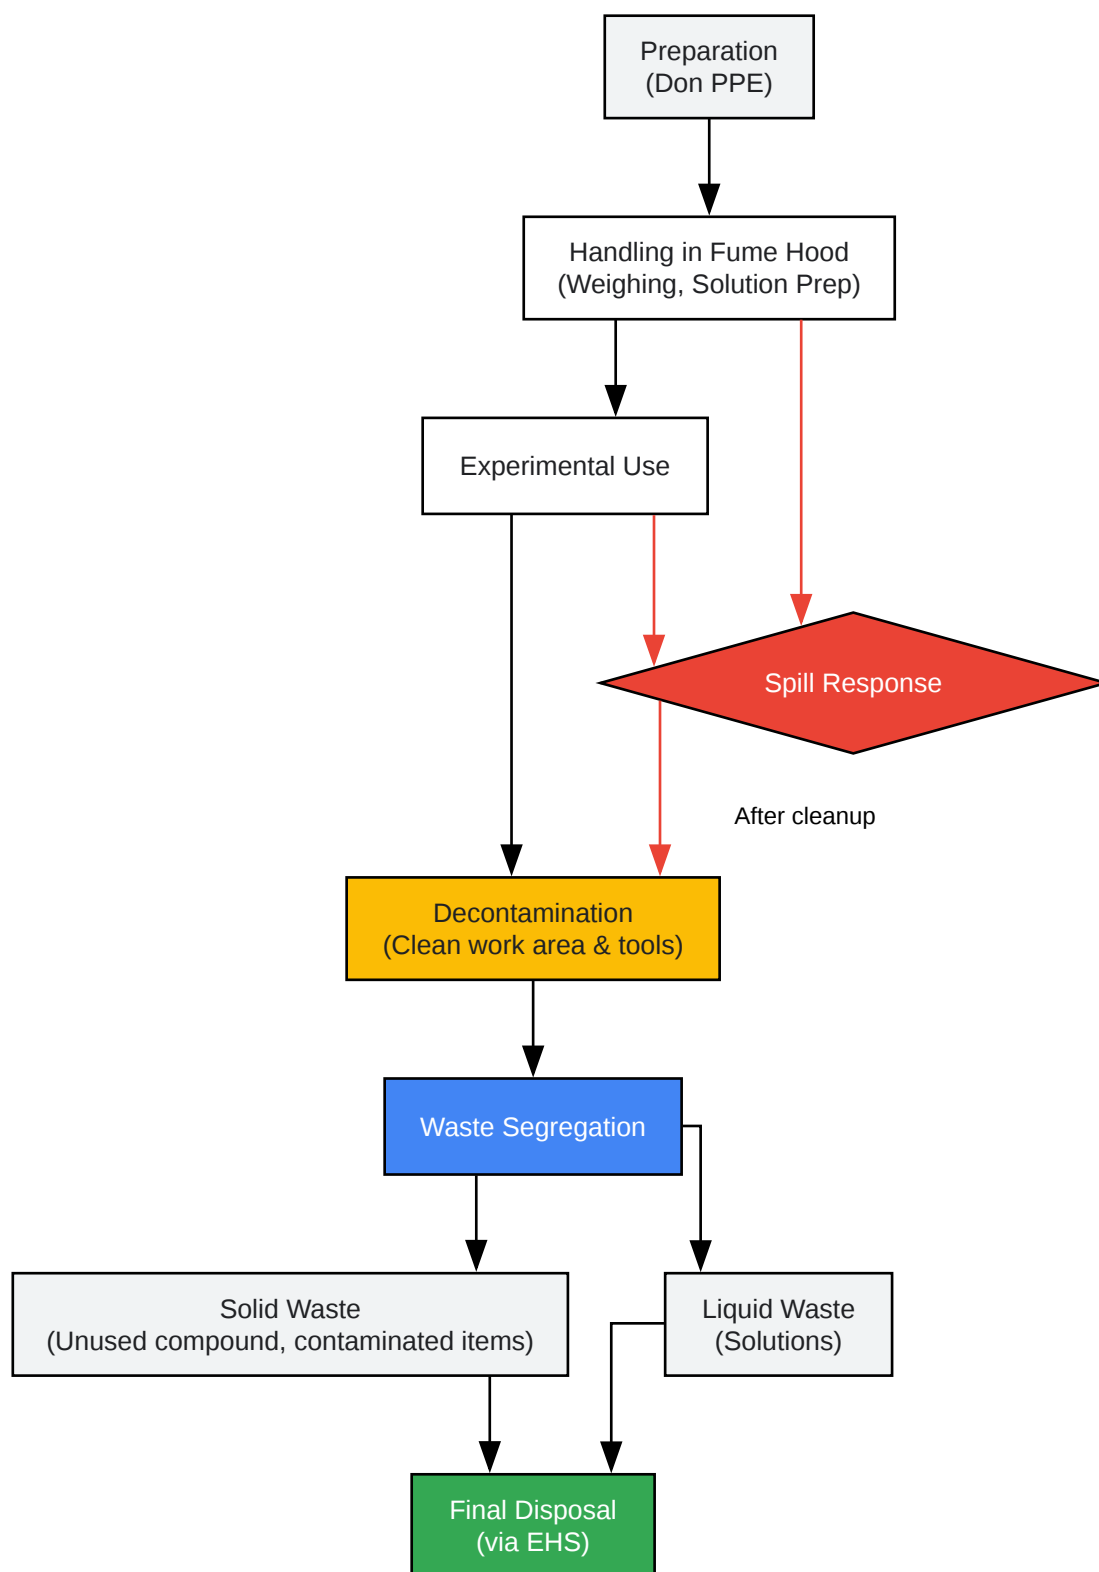 Preparation
(Don PPE)
Handling in Fume Hood
(Weighing, Solution Prep)
Experimental Use
Spill Response
After cleanup
Decontamination
(Clean work area & tools)
Waste Segregation
Solid Waste
(Unused compound, contaminated items)
Liquid Waste
(Solutions)
Final Disposal
(via EHS)